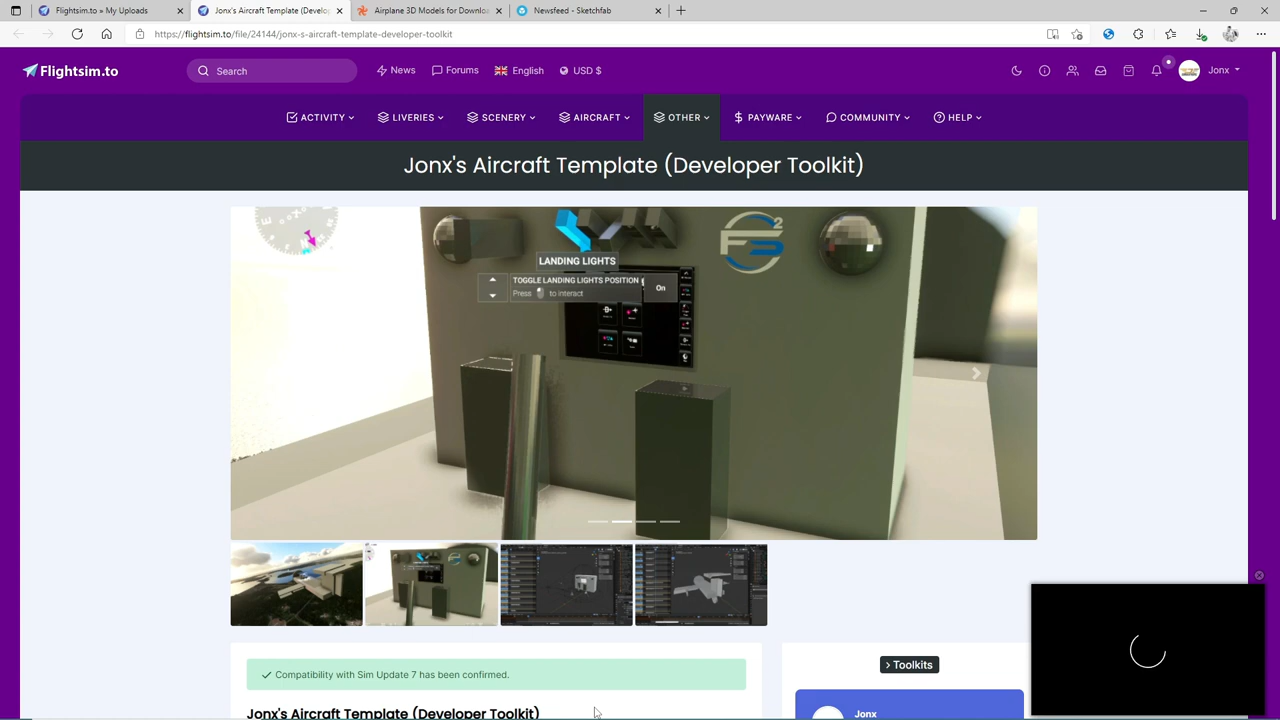 Flightsim.to » My Uploads
Jonx's Aircraft Template (Develo
Airplane 3D Models for Downlo
Newsfeed - Sketchfab
https://flightsim.to/file/24144/jonx-s-aircraft-template-developer-toolkit
Flightsim.to
Search
News
Forums
English
USD $
Jonx
ACTIVITY
LIVERIES
SCENERY
AIRCRAFT
OTHER
PAYWARE
COMMUNITY
HELP
Jonx's Aircraft Template (Developer Toolkit)
FS2
LANDING LIGHTS
TOGGLE LANDING LIGHTS POSITION
Press to interact
On
Compatibility with Sim Update 7 has been confirmed.
Toolkits
Jonx's Aircraft Template (Developer Toolkit)
Jonx